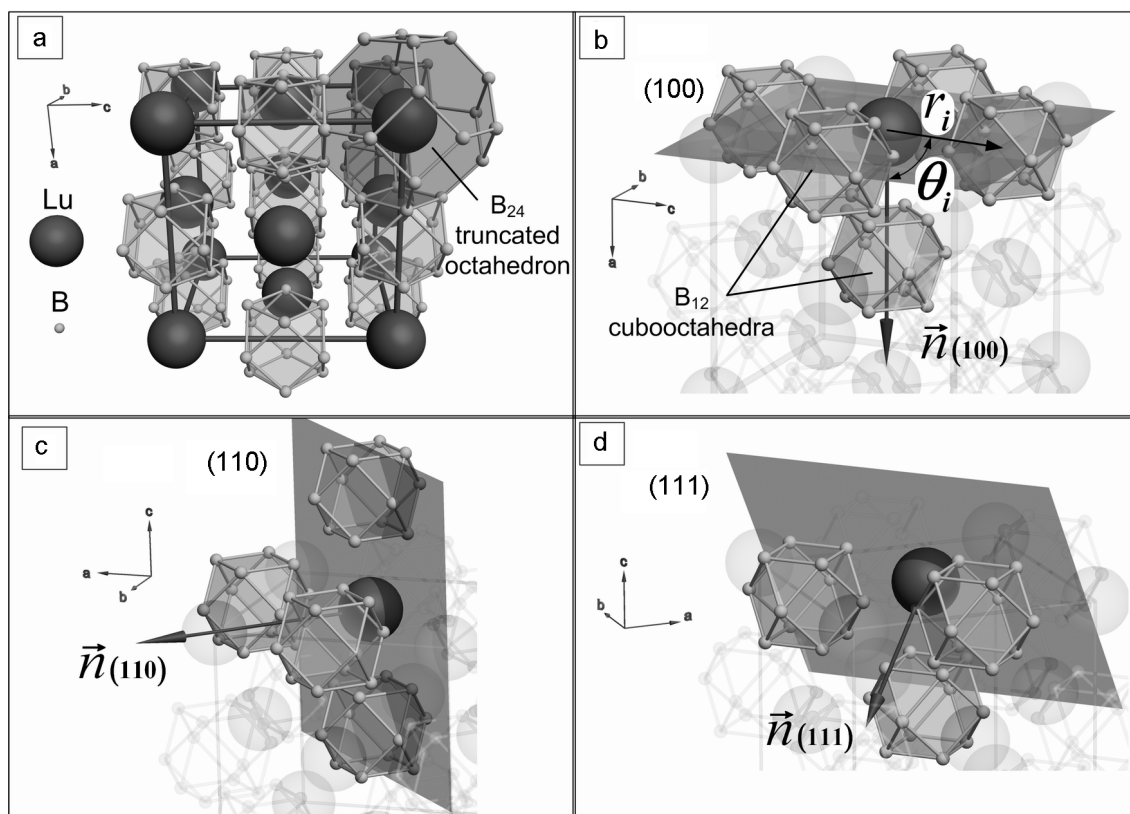 a
b
c
a
Lu
B
B24
truncated
octahedron
b
(100)
ri
θi
b
c
a
B12
cubooctahedra
n⃗(100)
c
(110)
c
a
b
n⃗(110)
d
(111)
c
b
a
n⃗(111)